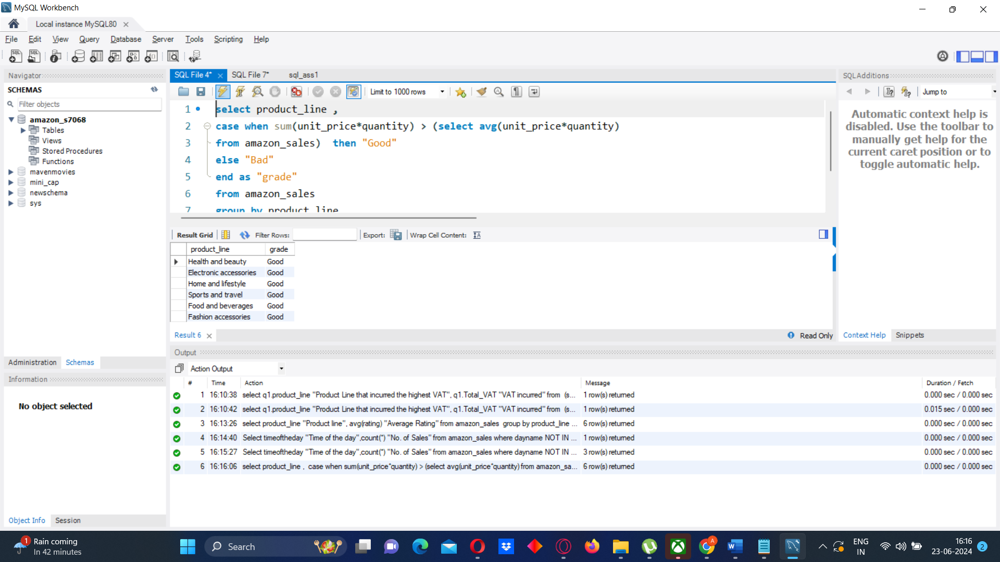 MySQL Workbench
Local instance MySQL80
File Edit View Query Database Server Tools Scripting Help
Navigator
SCHEMAS
Filter objects
amazon_s7068
Tables
Views
Stored Procedures
Functions
mavenmovies
mini_cap
newschema
sys
Administration Schemas
Information
No object selected
Object Info Session
SQL File 4* SQL File 7* sql_ass1
Limit to 1000 rows
1 select product_line ,
2 case when sum(unit_price*quantity) > (select avg(unit_price*quantity)
3 from amazon_sales)  then "Good"
4 else "Bad"
5 end as "grade"
6 from amazon_sales
7 group by product_line
Result Grid Filter Rows: Export: Wrap Cell Content:
product_line grade
Health and beauty Good
Electronic accessories Good
Home and lifestyle Good
Sports and travel Good
Food and beverages Good
Fashion accessories Good
Result 6 Read Only
SQLAdditions
Jump to
Automatic context help is
disabled. Use the toolbar to
manually get help for the
current caret position or to
toggle automatic help.
Context Help Snippets
Output
Action Output
# Time Action Message Duration / Fetch
1 16:10:38 select q1.product_line "Product Line that incurred the highest VAT", q1.Total_VAT "VAT incurred" from (s... 1 row(s) returned 0.000 sec / 0.000 sec
2 16:10:42 select q1.product_line "Product Line that incurred the highest VAT", q1.Total_VAT "VAT incurred" from (s... 1 row(s) returned 0.015 sec / 0.000 sec
3 16:13:26 select product_line "Product line", avg(rating) "Average Rating" from amazon_sales group by product_line ... 6 row(s) returned 0.000 sec / 0.000 sec
4 16:14:40 Select timeoftheday "Time of the day",count(*) "No. of Sales" from amazon_sales where dayname NOT IN ... 1 row(s) returned 0.000 sec / 0.000 sec
5 16:15:27 Select timeoftheday "Time of the day",count(*) "No. of Sales" from amazon_sales where dayname NOT IN ... 3 row(s) returned 0.000 sec / 0.000 sec
6 16:16:06 select product_line , case when sum(unit_price*quantity) > (select avg(unit_price*quantity) from amazon_sa... 6 row(s) returned 0.000 sec / 0.000 sec
1 Rain coming
In 42 minutes
Search
A
ENG
IN
16:16
23-06-2024
2